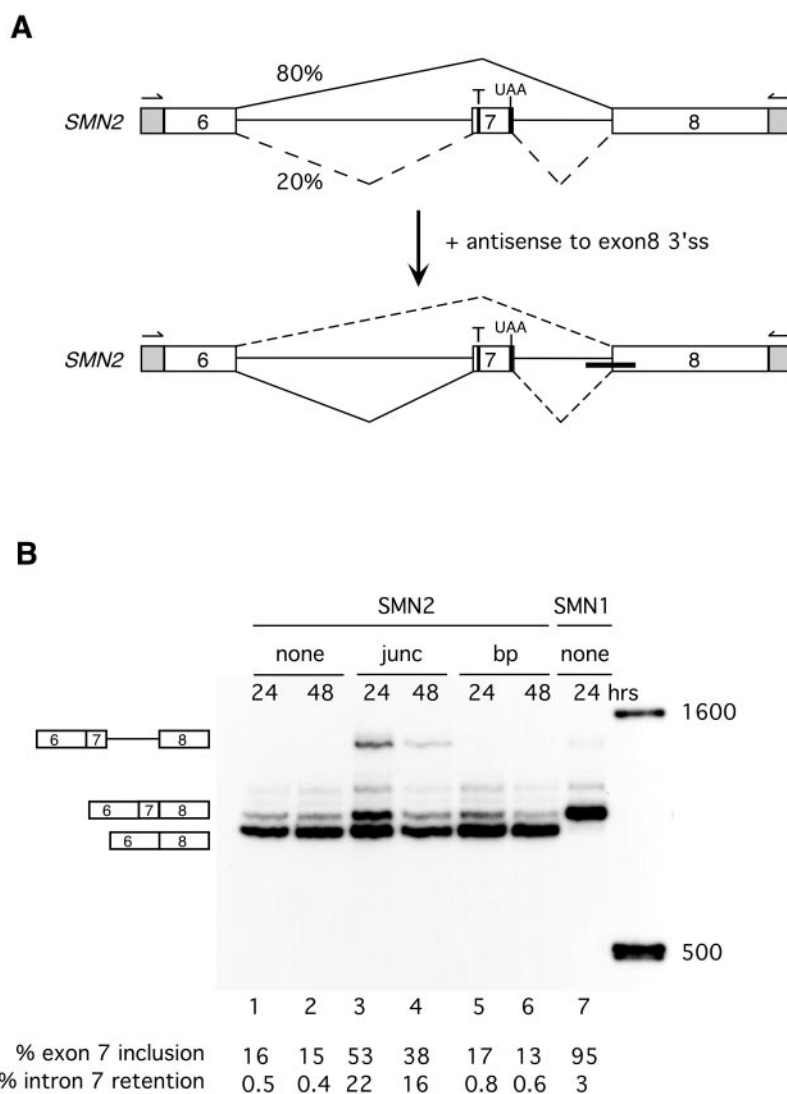 A
80%
T UAA
SMN2 6 7 8
20%
+ antisense to exon8 3'ss
T UAA
SMN2 6 7 8
B
SMN2 SMN1
none junc bp none
24 48 24 48 24 48 24 hrs
1600
6 7 8
6 7 8
6 8
500
1 2 3 4 5 6 7
% exon 7 inclusion 16 15 53 38 17 13 95
% intron 7 retention 0.5 0.4 22 16 0.8 0.6 3